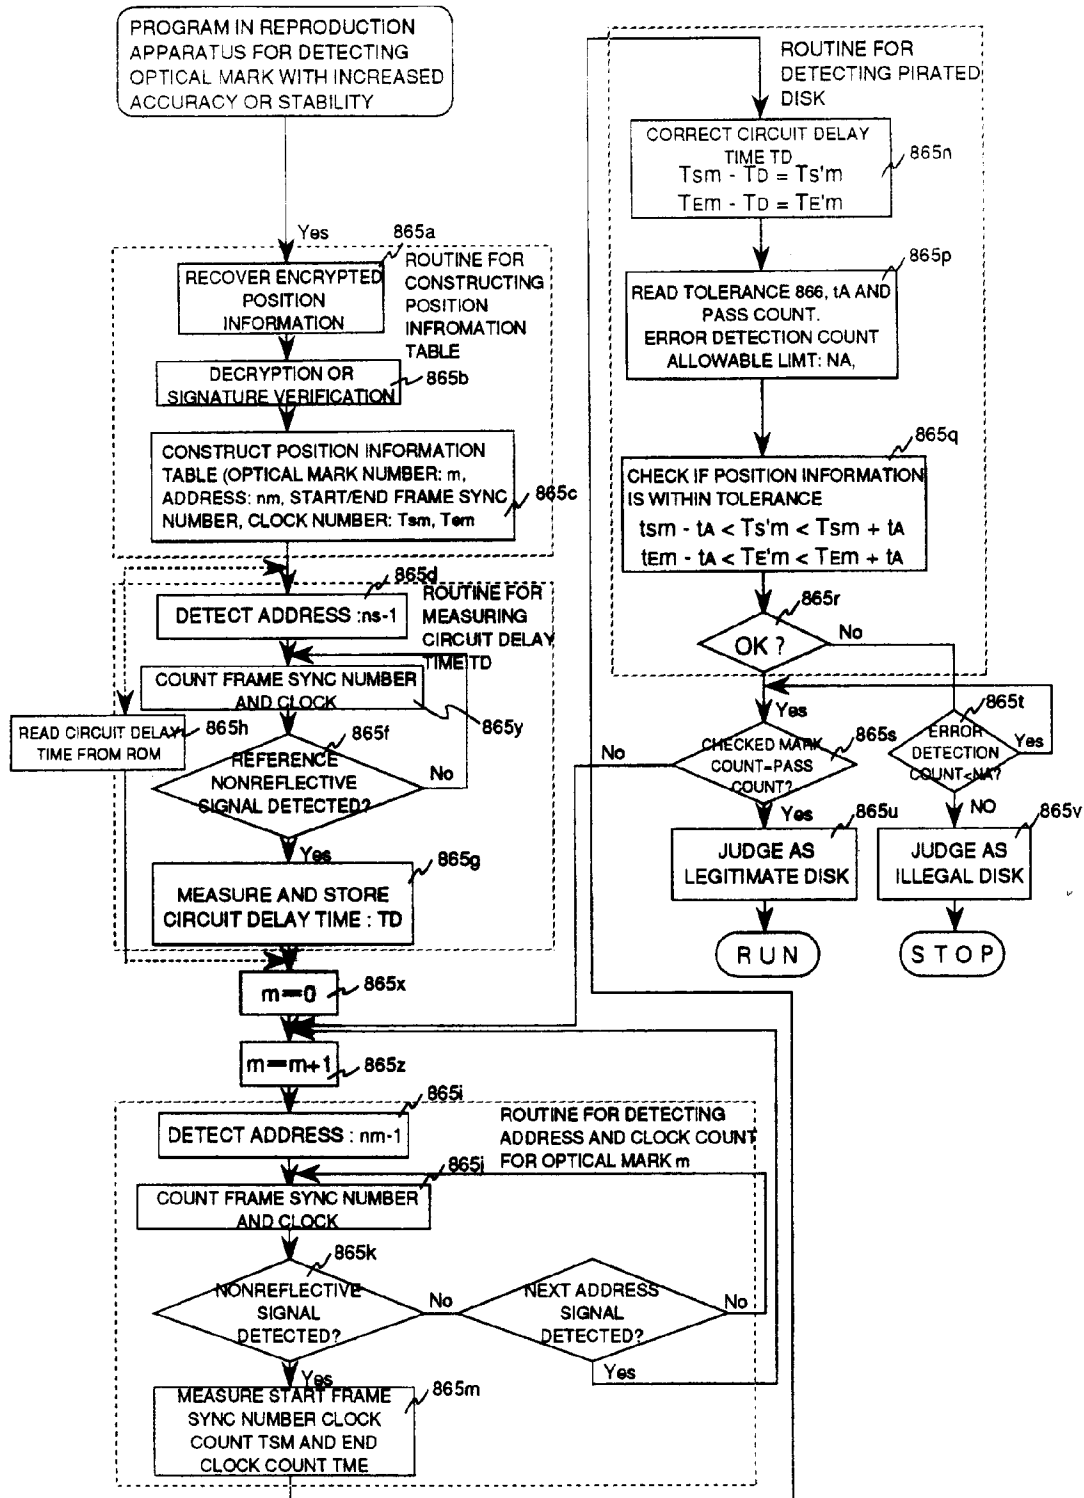 PROGRAM IN REPRODUCTION
APPARATUS FOR DETECTING
OPTICAL MARK WITH INCREASED
ACCURACY OR STABILITY
Yes
865a
ROUTINE FOR
CONSTRUCTING
POSITION
INFROMATION
TABLE
RECOVER ENCRYPTED
POSITION
INFORMATION
DECRYPTION OR
SIGNATURE VERIFICATION
865b
CONSTRUCT POSITION INFORMATION
TABLE (OPTICAL MARK NUMBER: m,
ADDRESS: nm, START/END FRAME SYNC
NUMBER, CLOCK NUMBER: Tsm, Tem
865c
865d
ROUTINE FOR
MEASURING
CIRCUIT DELAY
TIME TD
DETECT ADDRESS :ns-1
COUNT FRAME SYNC NUMBER
AND CLOCK
865y
READ CIRCUIT DELAY
TIME FROM ROM
865h
865f
REFERENCE
NONREFLECTIVE
SIGNAL DETECTED?
No
Yes
865g
MEASURE AND STORE
CIRCUIT DELAY TIME : TD
m=0
865x
m=m+1
865z
865i
ROUTINE FOR DETECTING
ADDRESS AND CLOCK COUNT
FOR OPTICAL MARK m
DETECT ADDRESS : nm-1
865j
COUNT FRAME SYNC NUMBER
AND CLOCK
865k
NONREFLECTIVE
SIGNAL
DETECTED?
No
NEXT ADDRESS
SIGNAL
DETECTED?
No
Yes
Yes
865m
MEASURE START FRAME
SYNC NUMBER CLOCK
COUNT TSM AND END
CLOCK COUNT TME
ROUTINE FOR
DETECTING PIRATED
DISK
CORRECT CIRCUIT DELAY
TIME TD
Tsm - TD = Ts'm
TEm - TD = TE'm
865n
865p
READ TOLERANCE 866, tA AND
PASS COUNT.
ERROR DETECTION COUNT
ALLOWABLE LIMT: NA,
865q
CHECK IF POSITION INFORMATION
IS WITHIN TOLERANCE
tsm - tA < Ts'm < Tsm + tA
tEm - tA < TE'm < TEm + tA
865r
OK ?
No
Yes
865s
CHECKED MARK
COUNT=PASS
COUNT?
No
Yes
865t
ERROR
DETECTION
COUNT<NA?
Yes
NO
865u
JUDGE AS
LEGITIMATE DISK
865v
JUDGE AS
ILLEGAL DISK
RUN
STOP